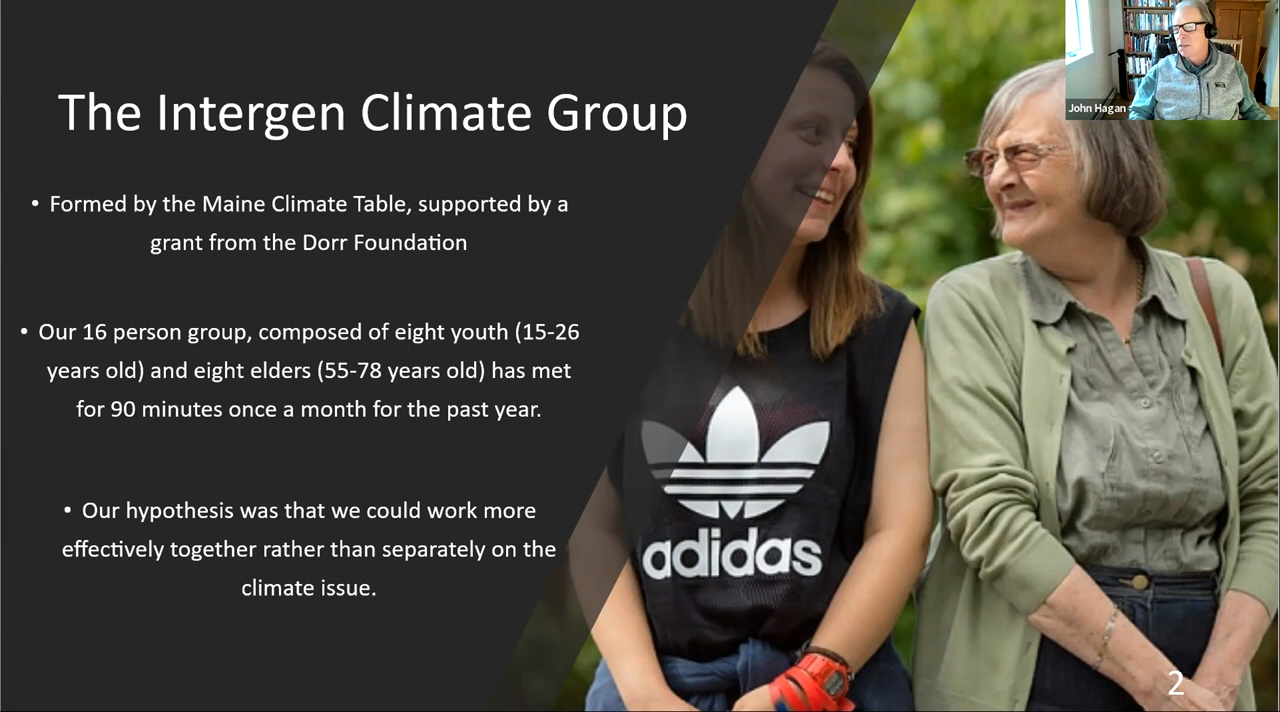 The Intergen Climate Group
John Hagan
• Formed by the Maine Climate Table, supported by a
grant from the Dorr Foundation
• Our 16 person group, composed of eight youth (15-26
years old) and eight elders (55-78 years old) has met
for 90 minutes once a month for the past year.
• Our hypothesis was that we could work more
effectively together rather than separately on the
climate issue.
adidas
2